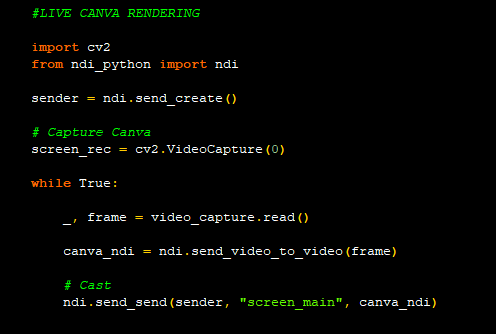 #LIVE CANVA RENDERING
import cv2
from ndi_python import ndi
sender = ndi.send_create()
# Capture Canva
screen_rec = cv2.VideoCapture(0)
while True:
_, frame = video_capture.read()
canva_ndi = ndi.send_video_to_video(frame)
# Cast
ndi.send_send(sender, "screen_main", canva_ndi)